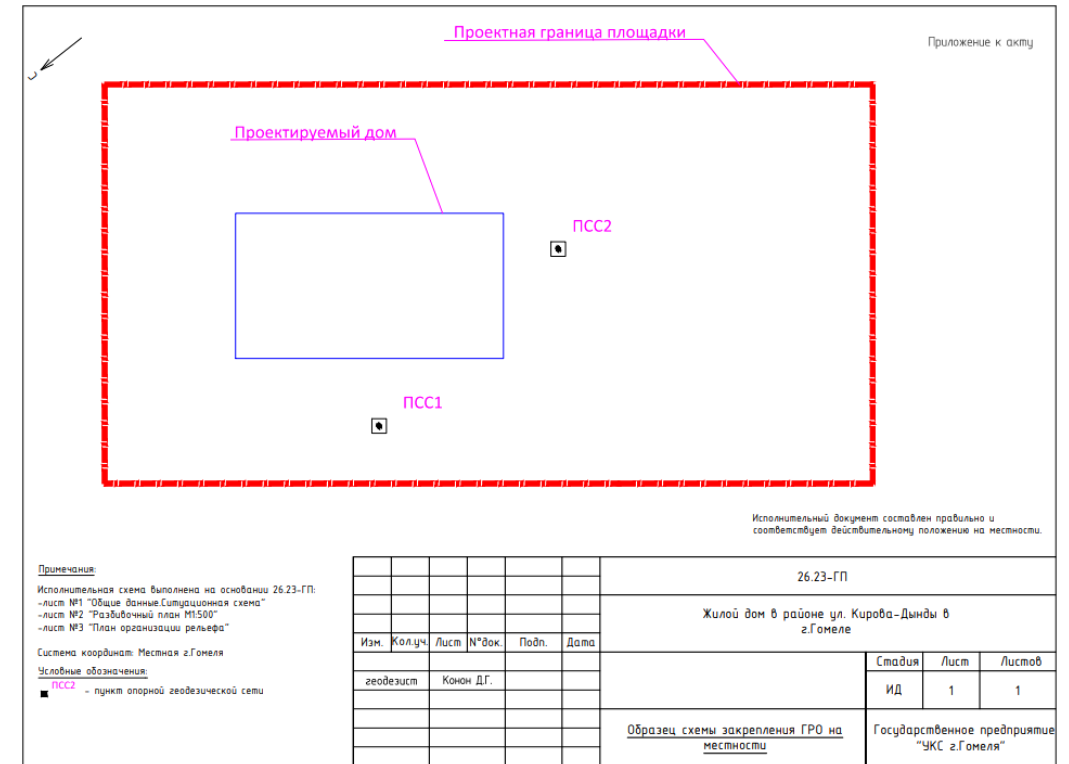 Проектная граница площадки
Приложение к акту
С
Проектируемый дом
ПСС2
ПСС1
Исполнительный документ составлен правильно и
соответствует действительному положению на местности.
Примечания:
Исполнительная схема выполнена на основании 26.23-ГП:
-лист №1 "Общие данные.Ситуационная схема"
-лист №2 "Разбивочный план М1:500"
-лист №3 "План организации рельефа"
Система координат: Местная г.Гомеля
Условные обозначения:
ПСС2 - пункт опорной геодезической сети
26.23-ГП
Жилой дом в районе ул. Кирова-Дынды в
г.Гомеле
Изм. Кол.уч. Лист N°док. Подп. Дата
геодезист Конон Д.Г.
Стадия Лист Листов
ИД 1 1
Образец схемы закрепления ГРО на
местности
Государственное предприятие
"УКС г.Гомеля"